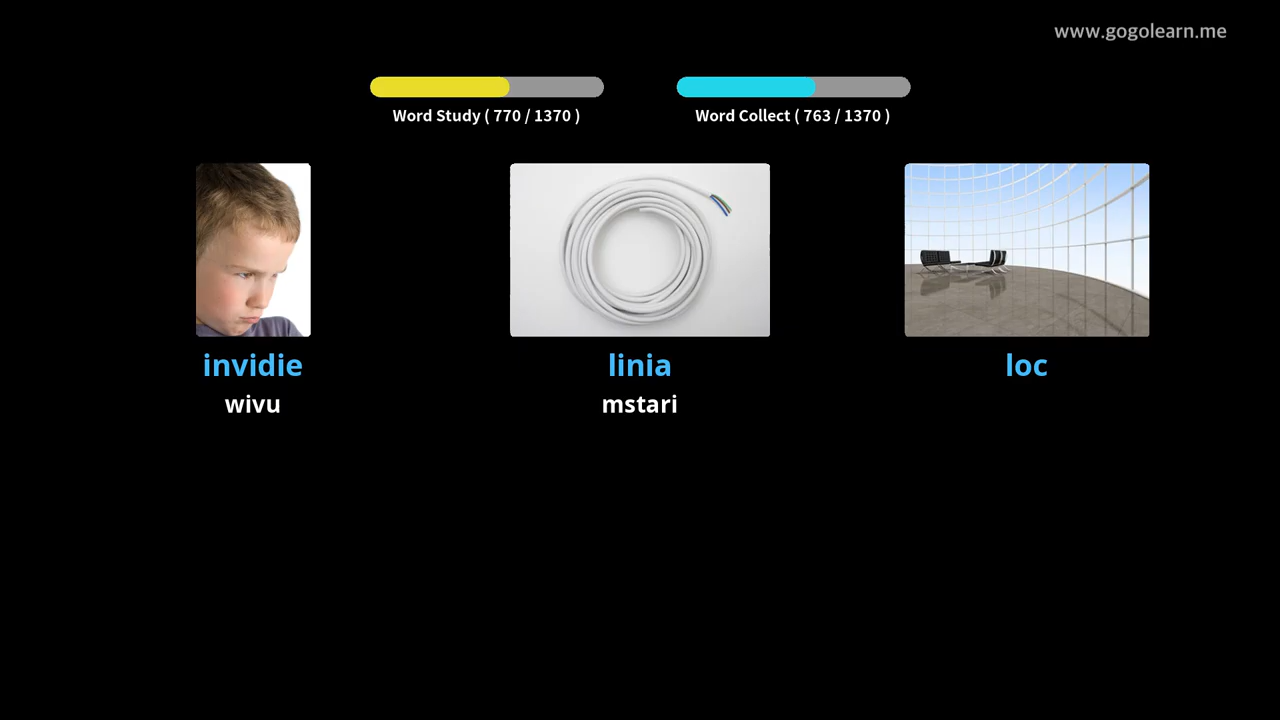 www.gogolearn.me
Word Study ( 770 / 1370 )
Word Collect ( 763 / 1370 )
invidie
wivu
linia
mstari
loc